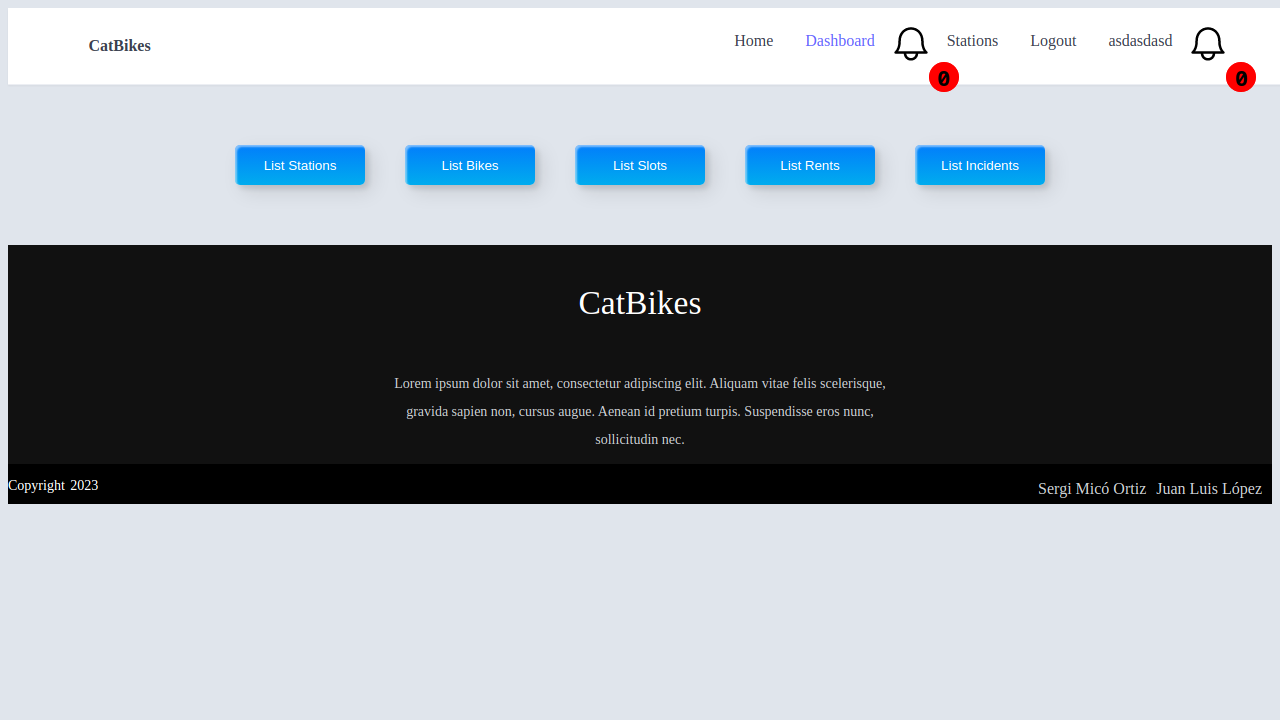 CatBikes
Home Dashboard 0 Stations Logout asdasdasd 0
List Stations List Bikes List Slots List Rents List Incidents
CatBikes
Lorem ipsum dolor sit amet, consectetur adipiscing elit. Aliquam vitae felis scelerisque,
gravida sapien non, cursus augue. Aenean id pretium turpis. Suspendisse eros nunc,
sollicitudin nec.
Copyright 2023 Sergi Micó Ortiz Juan Luis López